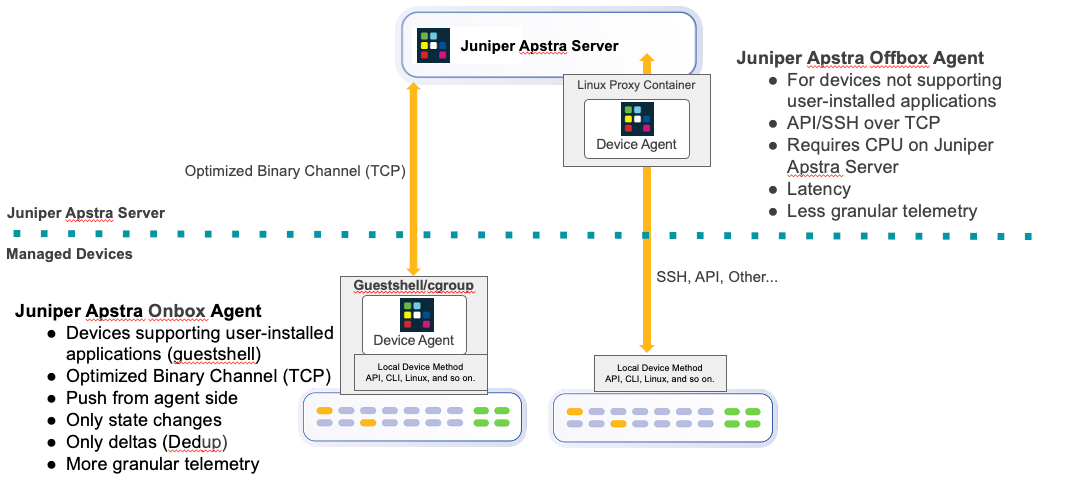 Juniper Apstra Server
Linux Proxy Container
Device Agent
Juniper Apstra Offbox Agent
● For devices not supporting
user-installed applications
● API/SSH over TCP
● Requires CPU on Juniper
Apstra Server
● Latency
● Less granular telemetry
Optimized Binary Channel (TCP)
Juniper Apstra Server
Managed Devices
SSH, API, Other...
Guestshell/cgroup
Device Agent
Local Device Method
API, CLI, Linux, and so on.
Juniper Apstra Onbox Agent
● Devices supporting user-installed
applications (guestshell)
● Optimized Binary Channel (TCP)
● Push from agent side
● Only state changes
● Only deltas (Dedup)
● More granular telemetry
Local Device Method
API, CLI, Linux, and so on.